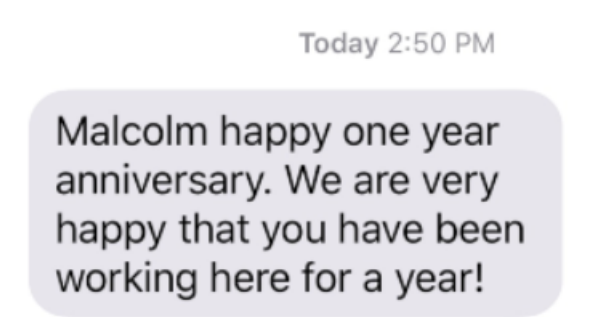 Today 2:50 PM
Malcolm happy one year
anniversary. We are very
happy that you have been
working here for a year!